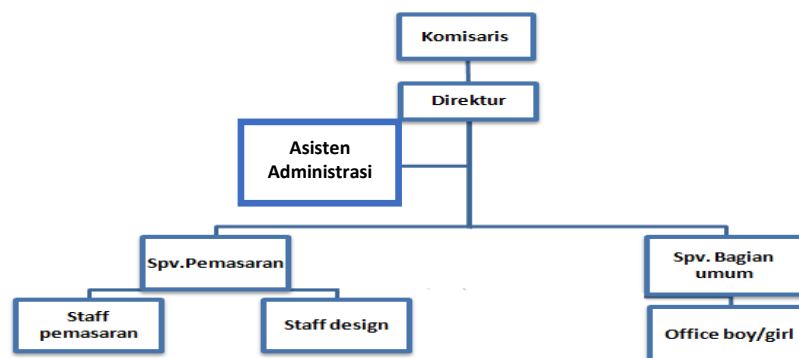 Komisaris
Direktur
Asisten
Administrasi
Spv.Pemasaran
Spv. Bagian
umum
Staff
pemasaran
Staff design
Office boy/girl